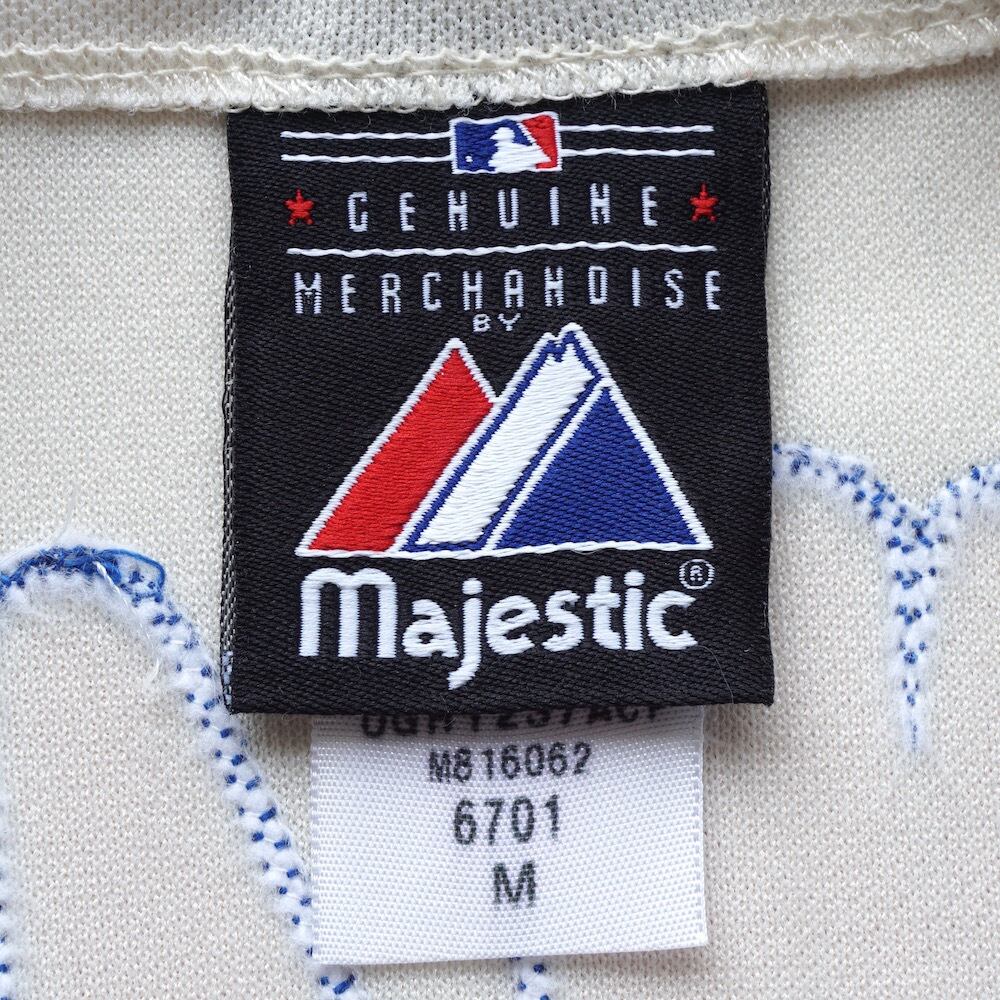 GENUINE
MERCHANDISE
BY
Majestic®
M816062
6701
M